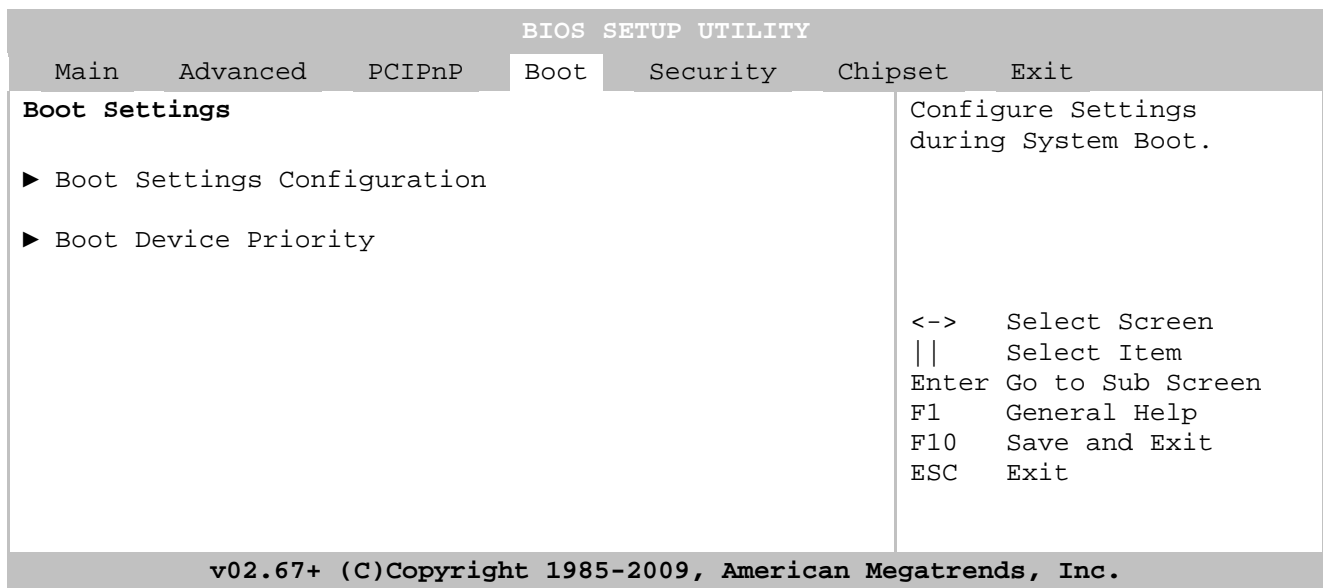 BIOS SETUP UTILITY
Main Advanced PCIPnP Boot Security Chipset Exit
Boot Settings
► Boot Settings Configuration
► Boot Device Priority
Configure Settings
during System Boot.
<-> Select Screen
|| Select Item
Enter Go to Sub Screen
F1 General Help
F10 Save and Exit
ESC Exit
v02.67+ (C)Copyright 1985-2009, American Megatrends, Inc.